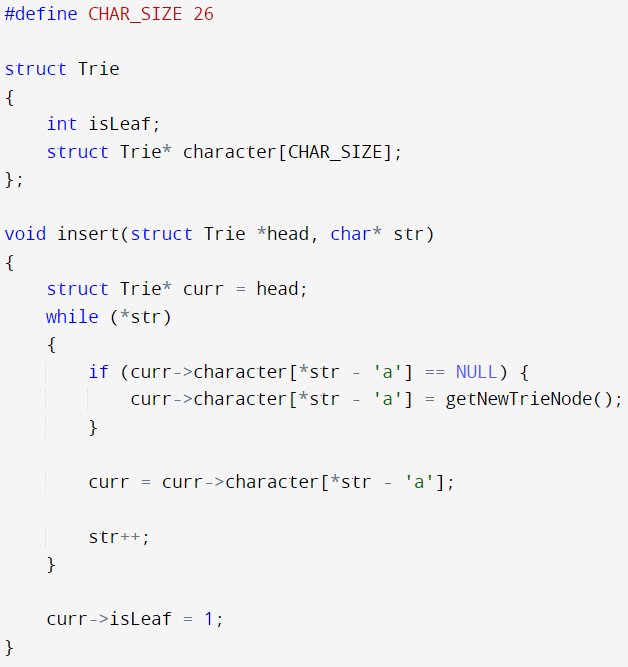 #define CHAR_SIZE 26
struct Trie
{
    int isLeaf;
    struct Trie* character[CHAR_SIZE];
};
void insert(struct Trie *head, char* str)
{
    struct Trie* curr = head;
    while (*str)
    {
        if (curr->character[*str - 'a'] == NULL) {
            curr->character[*str - 'a'] = getNewTrieNode();
        }
        curr = curr->character[*str - 'a'];
        str++;
    }
    curr->isLeaf = 1;
}